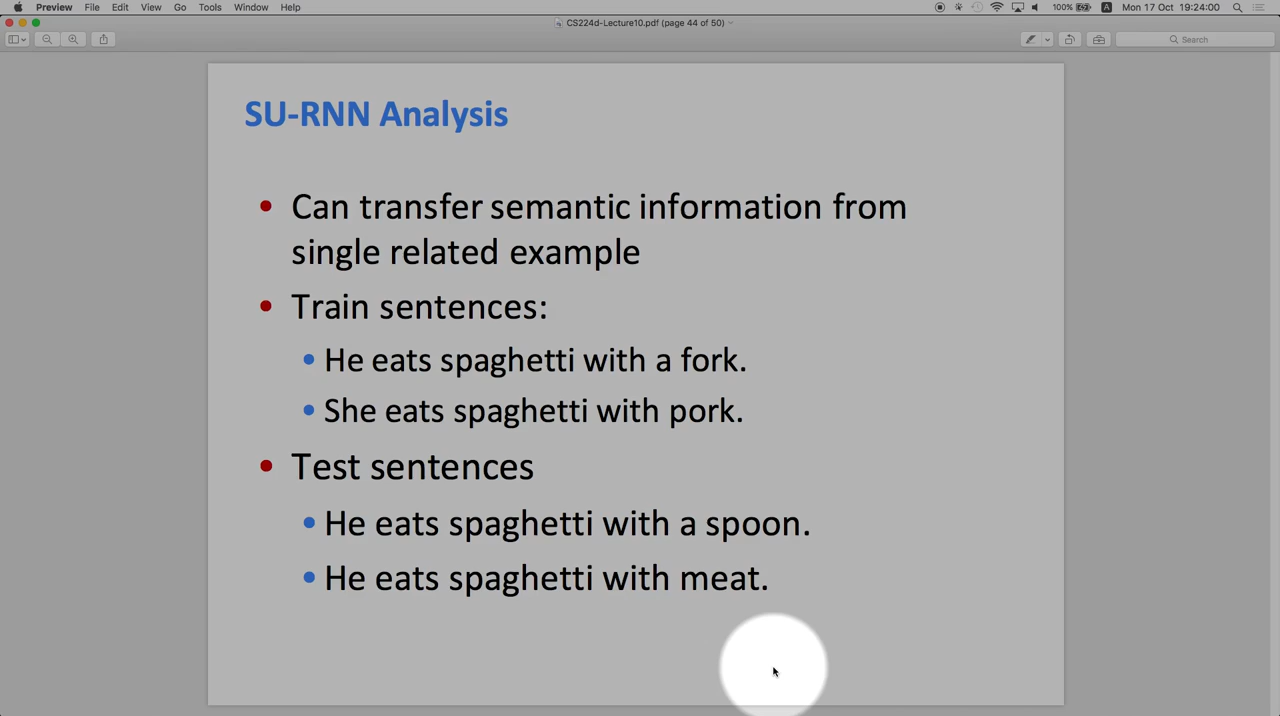 Preview File Edit View Go Tools Window Help 100% A Mon 17 Oct 19:24:00
CS224d-Lecture10.pdf (page 44 of 50)
Search
SU-RNN Analysis
• Can transfer semantic information from
single related example
• Train sentences:
• He eats spaghetti with a fork.
• She eats spaghetti with pork.
• Test sentences
• He eats spaghetti with a spoon.
• He eats spaghetti with meat.